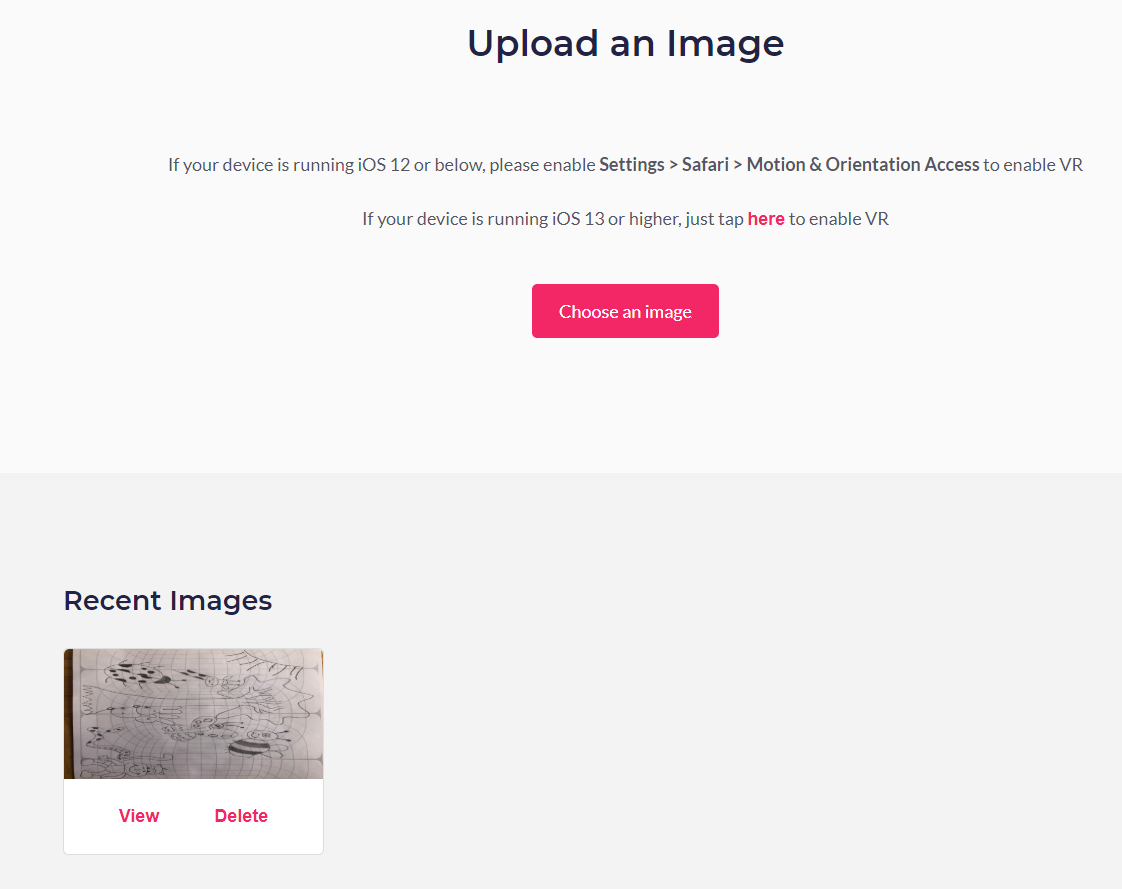 Upload an Image
If your device is running iOS 12 or below, please enable Settings > Safari > Motion & Orientation Access to enable VR
If your device is running iOS 13 or higher, just tap here to enable VR
Choose an image
Recent Images
View
Delete